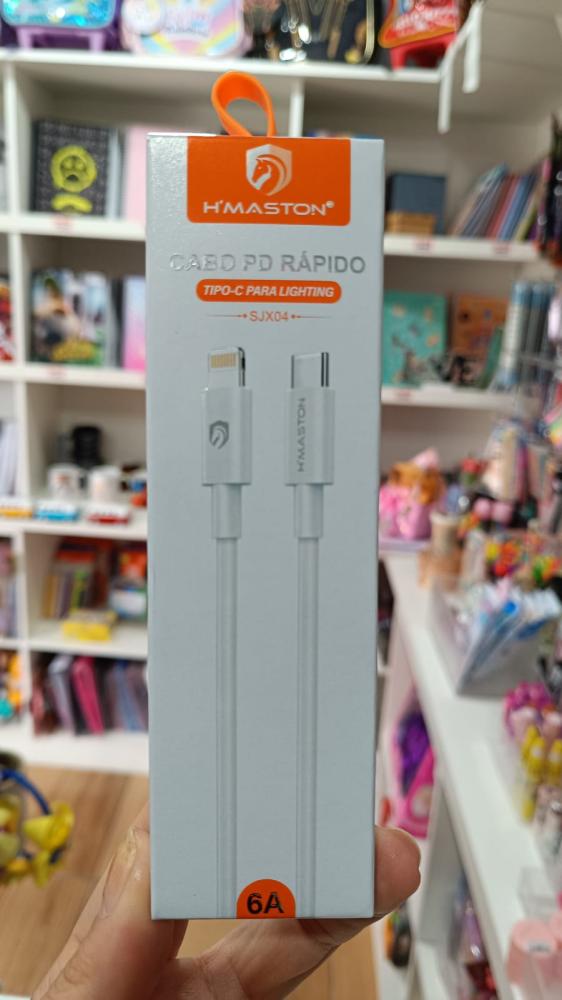 H'MASTON®
CABO PD RÁPIDO
TIPO-C PARA LIGHTING
SJX04
H'MASTON
6A